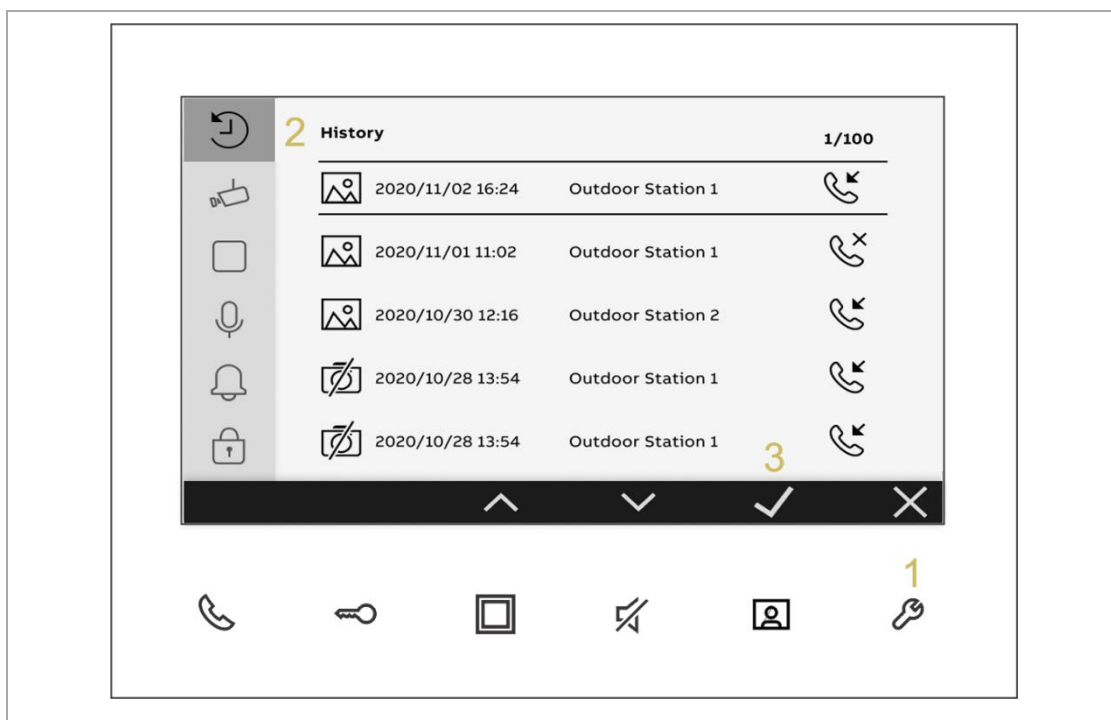 2 History 1/100
2020/11/02 16:24 Outdoor Station 1
2020/11/01 11:02 Outdoor Station 1
2020/10/30 12:16 Outdoor Station 2
2020/10/28 13:54 Outdoor Station 1
2020/10/28 13:54 Outdoor Station 1
3
1